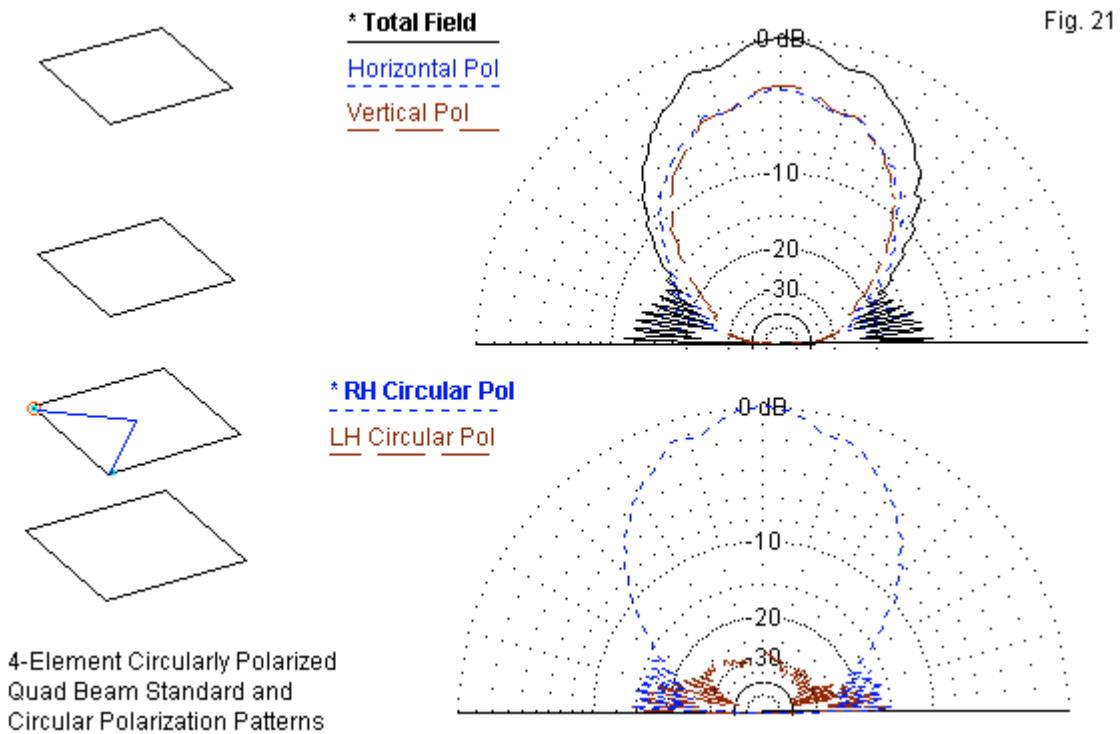 Fig. 21
* Total Field
Horizontal Pol
Vertical Pol
0 dB
-10
-20
-30
* RH Circular Pol
LH Circular Pol
0 dB
-10
-20
-30
4-Element Circularly Polarized
Quad Beam Standard and
Circular Polarization Patterns